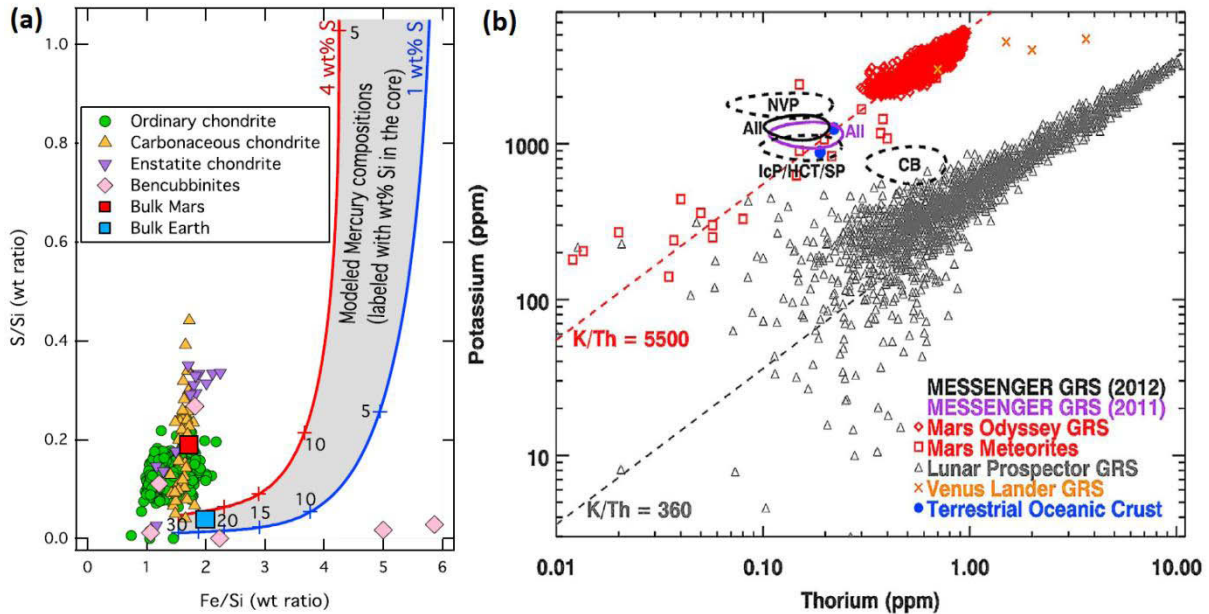 (a)
S/Si (wt ratio)
1.0
0.8
0.6
0.4
0.2
0.0
0
1
2
3
4
5
6
Fe/Si (wt ratio)
Ordinary chondrite
Carbonaceous chondrite
Enstatite chondrite
Bencubbinites
Bulk Mars
Bulk Earth
4 wt% S
1 wt% S
Modeled Mercury compositions
(labeled with wt% Si in the core)
5
10
15
20
30
5
10
(b)
Potassium (ppm)
1000
100
10
0.01
0.10
1.00
10.00
Thorium (ppm)
NVP
All
All
IcP/HCT/SP
CB
K/Th = 5500
K/Th = 360
MESSENGER GRS (2012)
MESSENGER GRS (2011)
Mars Odyssey GRS
Mars Meteorites
Lunar Prospector GRS
Venus Lander GRS
Terrestrial Oceanic Crust